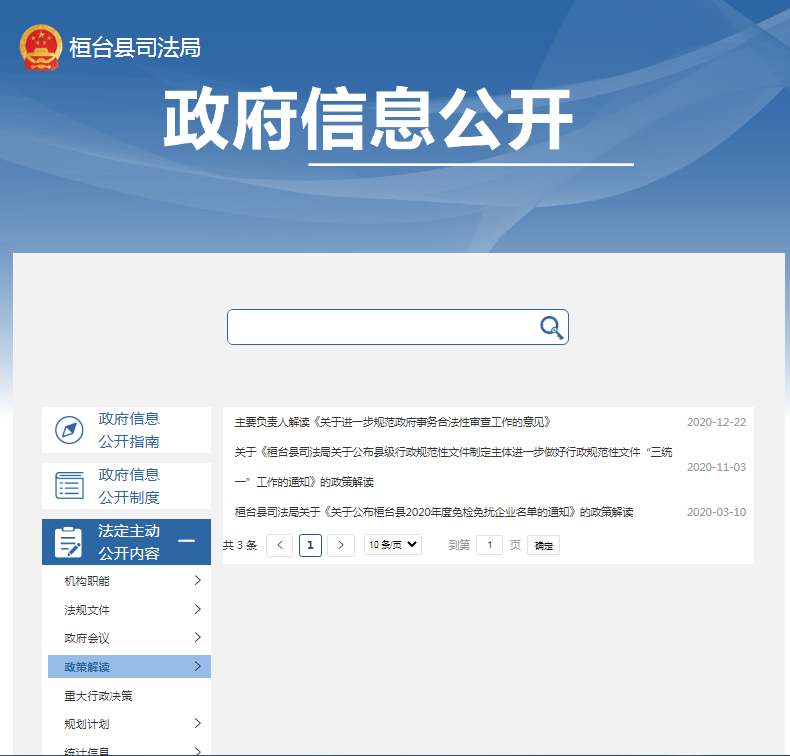 桓台县司法局
政府信息公开
政府信息
公开指南
政府信息
公开制度
法定主动
公开内容
机构职能
法规文件
政府会议
政策解读
重大行政决策
规划计划
统计信息
主要负责人解读《关于进一步规范政府事务合法性审查工作的意见》 2020-12-22
关于《桓台县司法局关于公布县级行政规范性文件制定主体进一步做好行政规范性文件“三统
一”工作的通知》的政策解读 2020-11-03
桓台县司法局关于《关于公布桓台县2020年度免检免扰企业名单的通知》的政策解读 2020-03-10
共 3 条 1 10 条/页 到第 1 页 确定